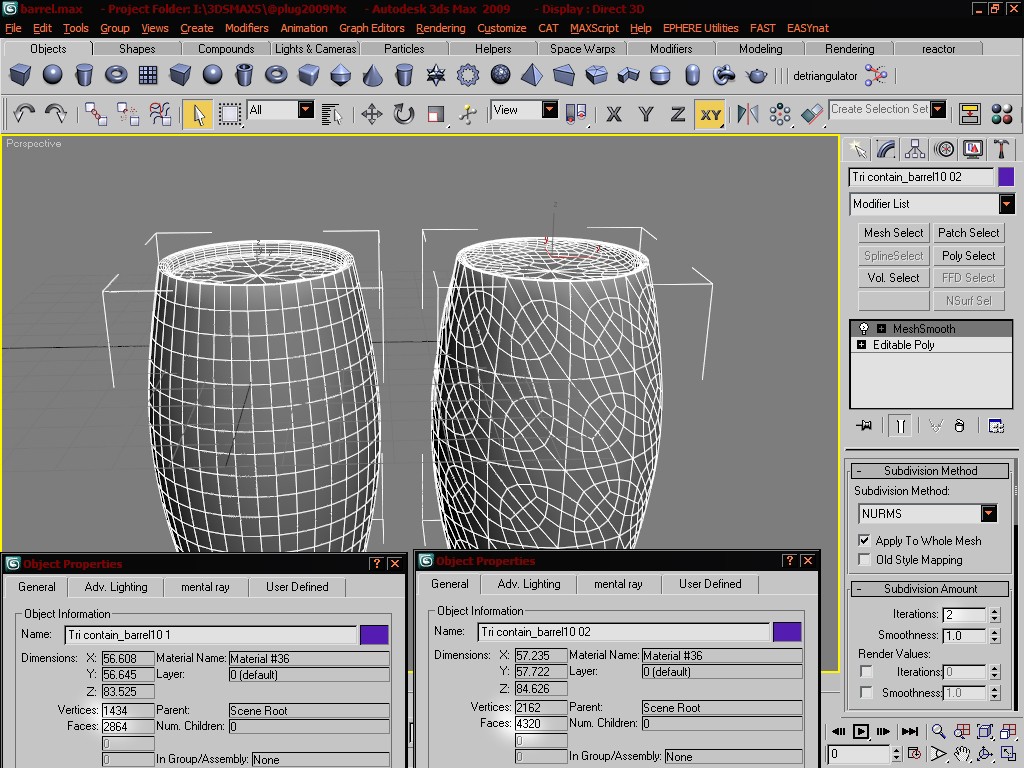 barrel.max - Project Folder: I:\3DSMAX5\@plug2009Mx - Autodesk 3ds Max 2009 - Display : Direct 3D
File Edit Tools Group Views Create Modifiers Animation Graph Editors Rendering Customize CAT MAXScript Help EPHERE Utilities FAST EASYnat
Objects Shapes Compounds Lights & Cameras Particles Helpers Space Warps Modifiers Modeling Rendering reactor
detriangulator
All View X Y Z XY Create Selection Set
Perspective
Tri contain_barrel10 02
Modifier List
Mesh Select Patch Select
SplineSelect Poly Select
Vol. Select FFD Select
NSurf Sel
MeshSmooth
Editable Poly
- Subdivision Method
Subdivision Method:
NURMS
Apply To Whole Mesh
Old Style Mapping
- Subdivision Amount
Iterations: 2
Smoothness: 1.0
Render Values:
Iterations: 0
Smoothness: 1.0
0
Object Properties
General Adv. Lighting mental ray User Defined
Object Information
Name: Tri contain_barrel10 1
Dimensions: X: 56.608 Material Name: Material #36
Y: 56.645 Layer: 0 (default)
Z: 83.525
Vertices: 1434 Parent: Scene Root
Faces: 2864 Num. Children: 0
0
0 In Group/Assembly: None
Object Properties
General Adv. Lighting mental ray User Defined
Object Information
Name: Tri contain_barrel10 02
Dimensions: X: 57.235 Material Name: Material #36
Y: 57.722 Layer: 0 (default)
Z: 84.626
Vertices: 2162 Parent: Scene Root
Faces: 4320 Num. Children: 0
0
0 In Group/Assembly: None